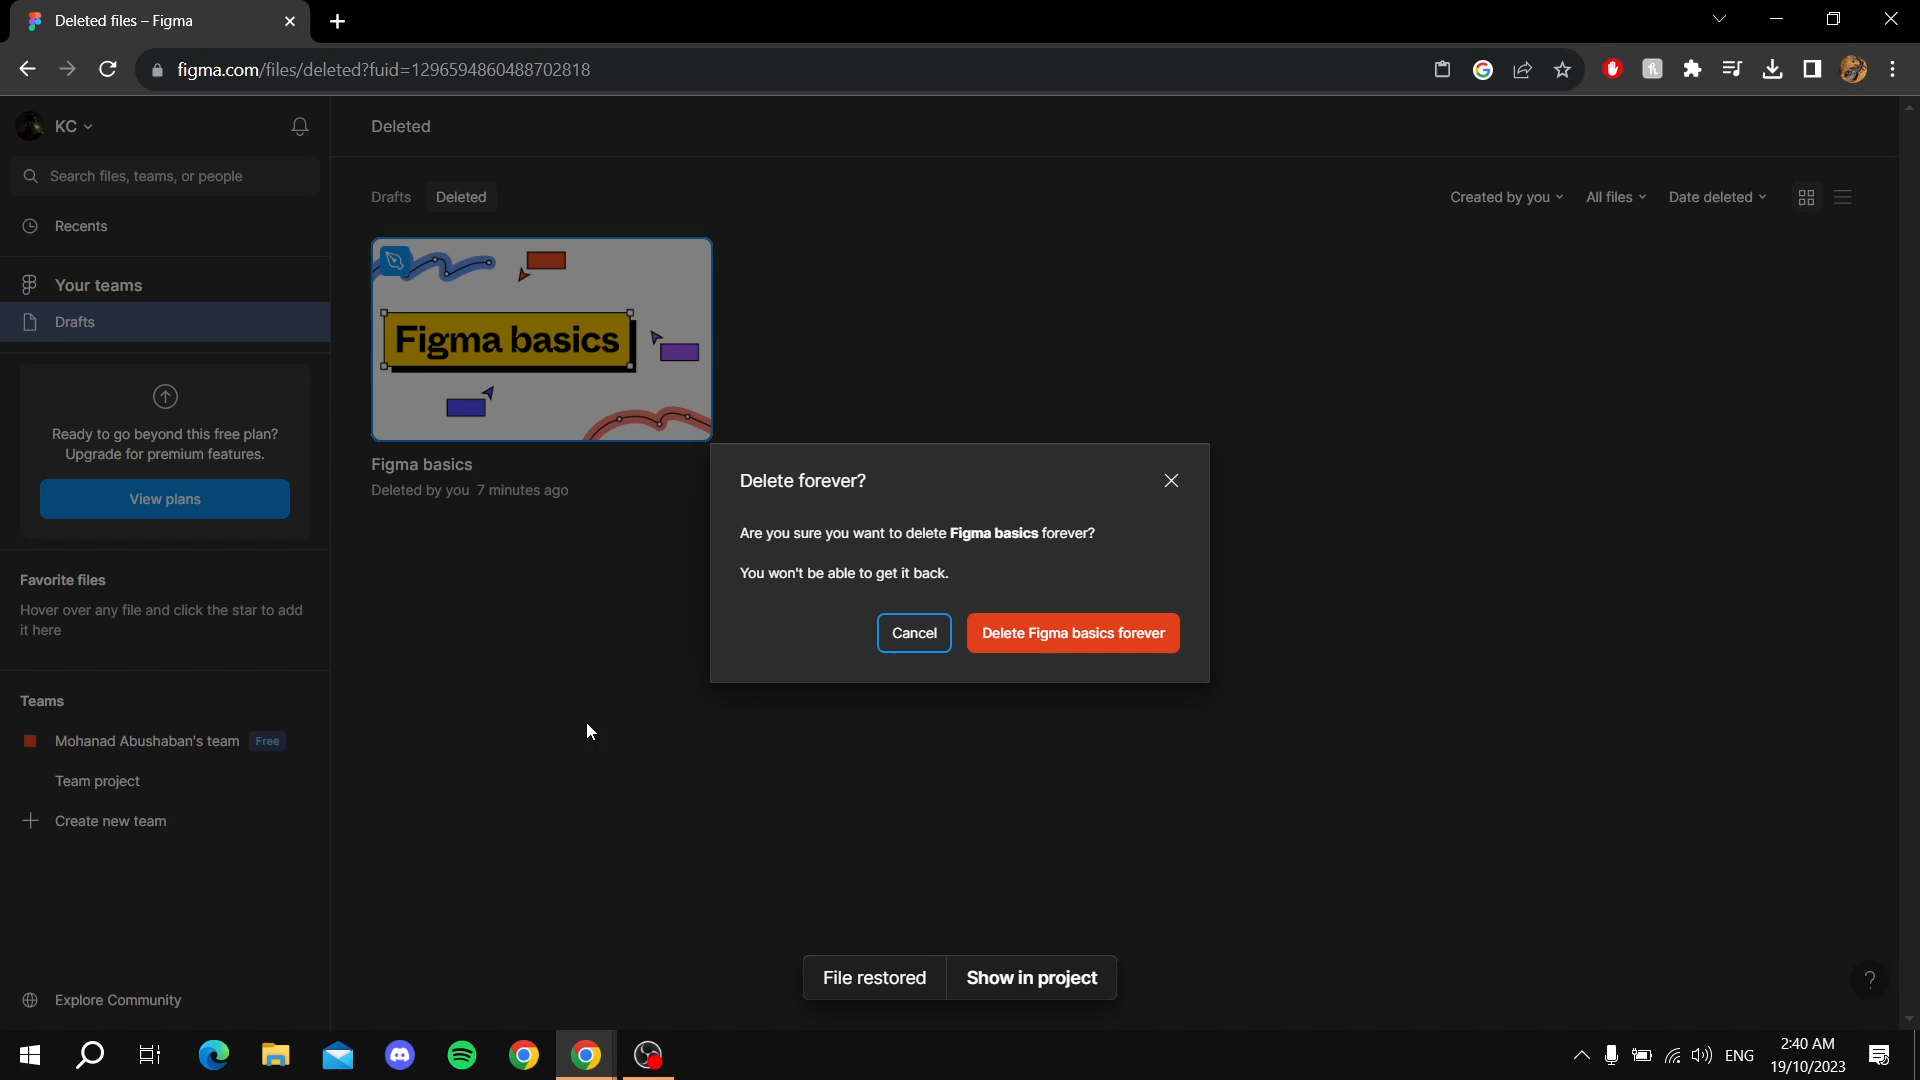 Deleted files – Figma
figma.com/files/deleted?fuid=1296594860488702818
KC
Deleted
Search files, teams, or people
Drafts
Deleted
Created by you
All files
Date deleted
Recents
Your teams
Drafts
Figma basics
Ready to go beyond this free plan?
Upgrade for premium features.
View plans
Figma basics
Deleted by you 7 minutes ago
Delete forever?
Are you sure you want to delete Figma basics forever?
You won't be able to get it back.
Cancel
Delete Figma basics forever
Favorite files
Hover over any file and click the star to add
it here
Teams
Mohanad Abushaban's team Free
Team project
Create new team
File restored
Show in project
?
Explore Community
ENG
2:40 AM
19/10/2023